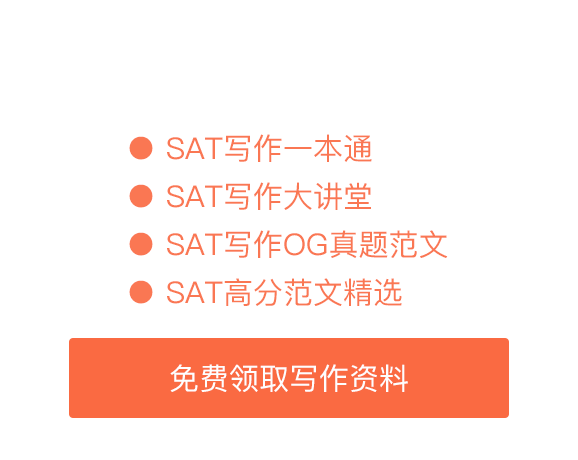 SAT写作一本通
SAT写作大讲堂
SAT写作OG真题范文
SAT高分范文精选
免费领取写作资料